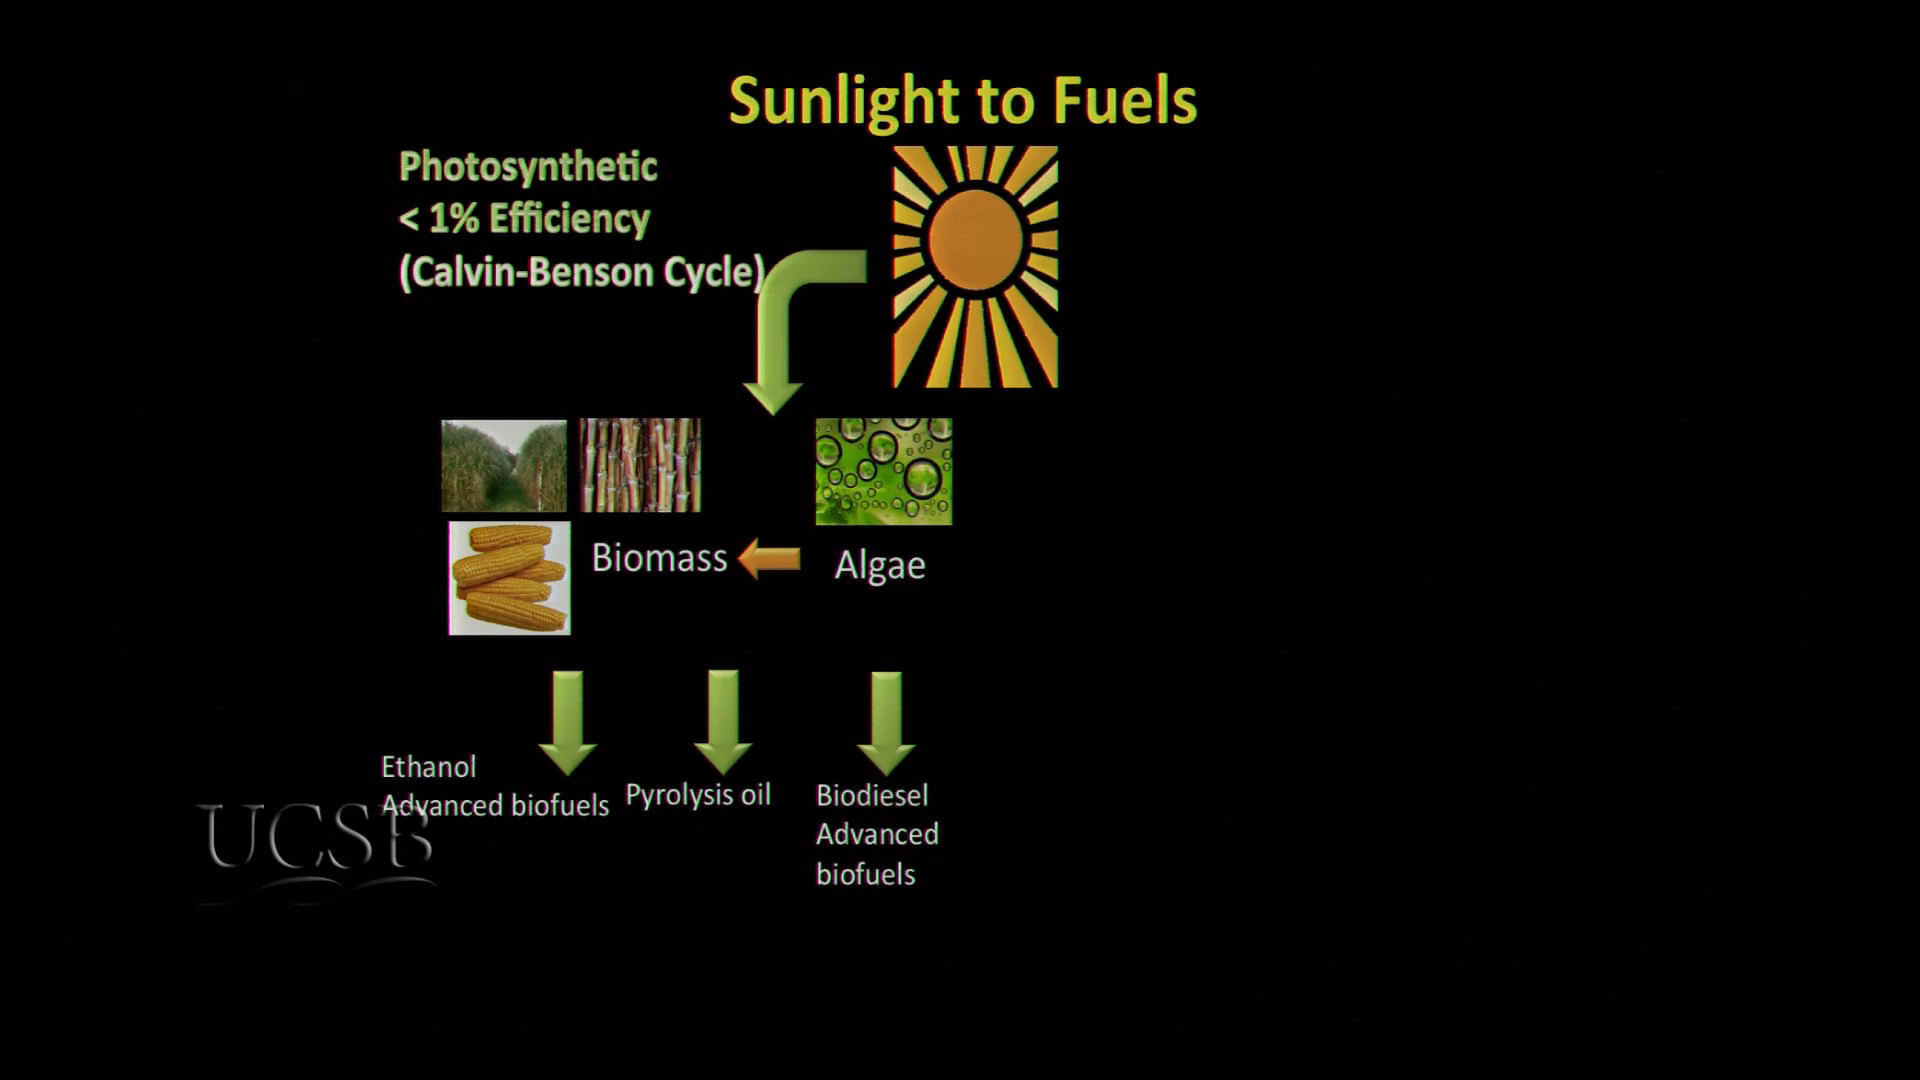 Sunlight to Fuels
Photosynthetic
< 1% Efficiency
(Calvin-Benson Cycle)
Biomass
Algae
Ethanol
Advanced biofuels
Pyrolysis oil
Biodiesel
Advanced
biofuels
UCSB